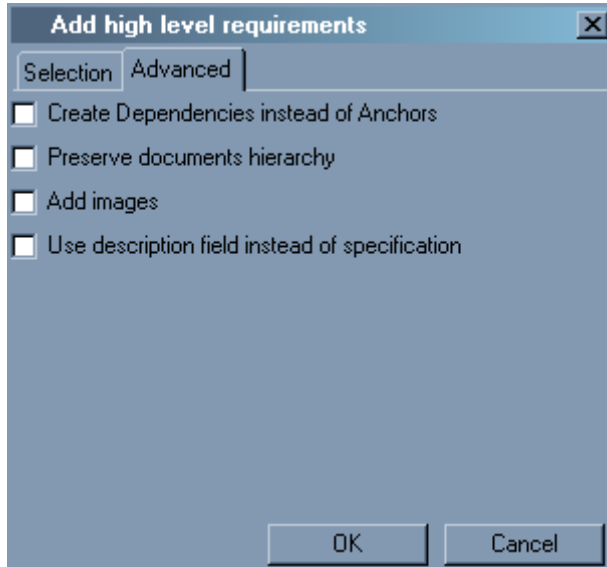 Add high level requirements
Selection Advanced
Create Dependencies instead of Anchors
Preserve documents hierarchy
Add images
Use description field instead of specification
OK Cancel